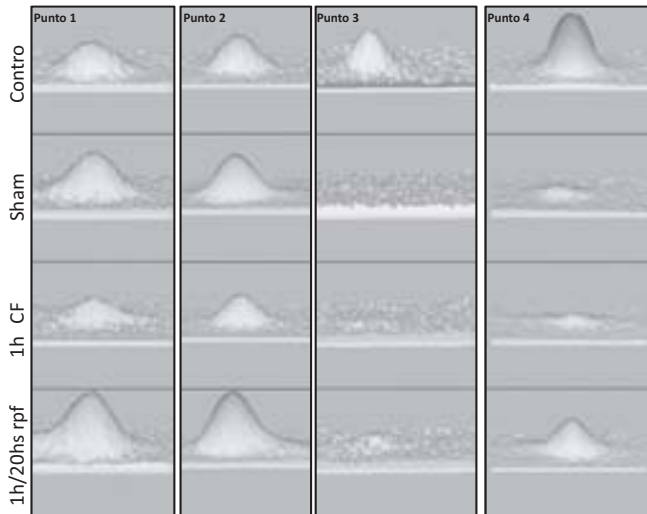 Punto 1
Punto 2
Punto 3
Punto 4
Contro
Sham
1h CF
1h/20hs rpf